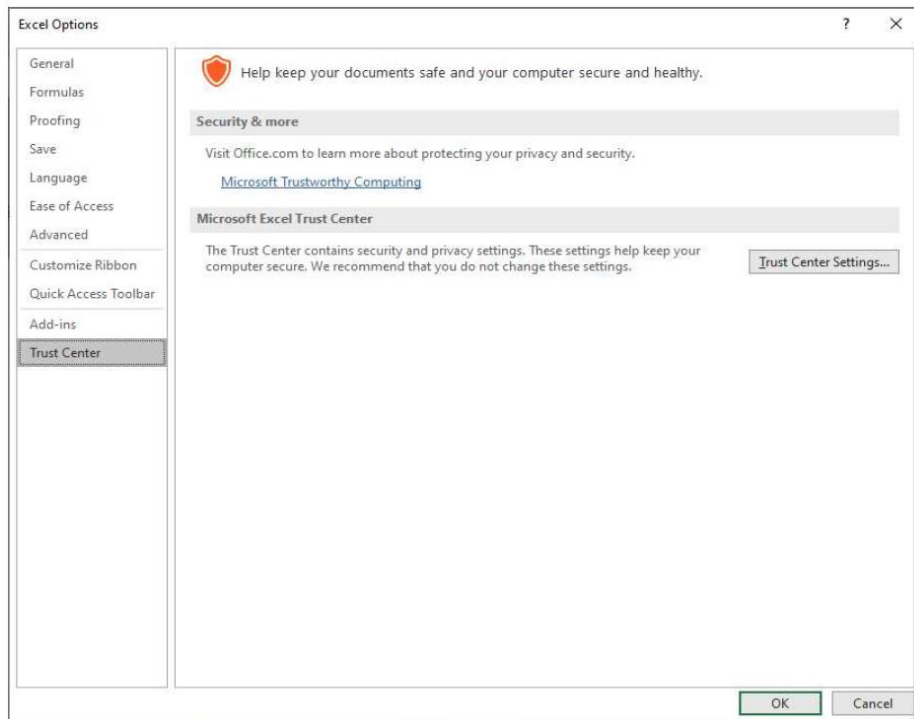 Excel Options
?
General
Formulas
Proofing
Save
Language
Ease of Access
Advanced
Customize Ribbon
Quick Access Toolbar
Add-ins
Trust Center
Help keep your documents safe and your computer secure and healthy.
Security & more
Visit Office.com to learn more about protecting your privacy and security.
Microsoft Trustworthy Computing
Microsoft Excel Trust Center
The Trust Center contains security and privacy settings. These settings help keep your
computer secure. We recommend that you do not change these settings.
Trust Center Settings...
OK
Cancel